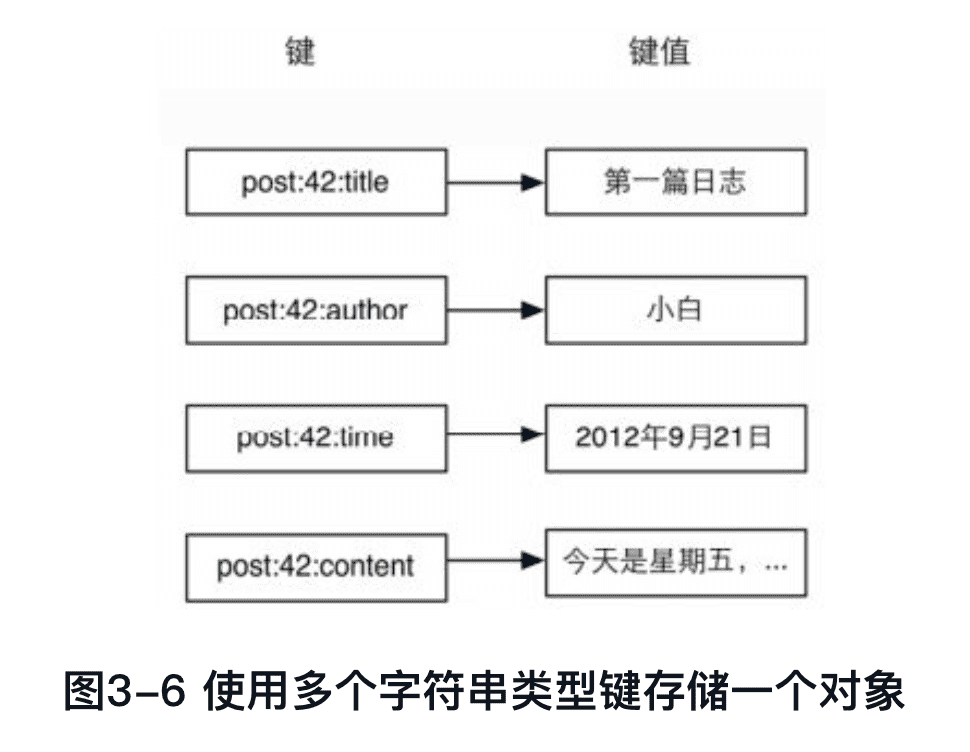 键 键值
post:42:title 第一篇日志
post:42:author 小白
post:42:time 2012年9月21日
post:42:content 今天是星期五，...
图3-6 使用多个字符串类型键存储一个对象